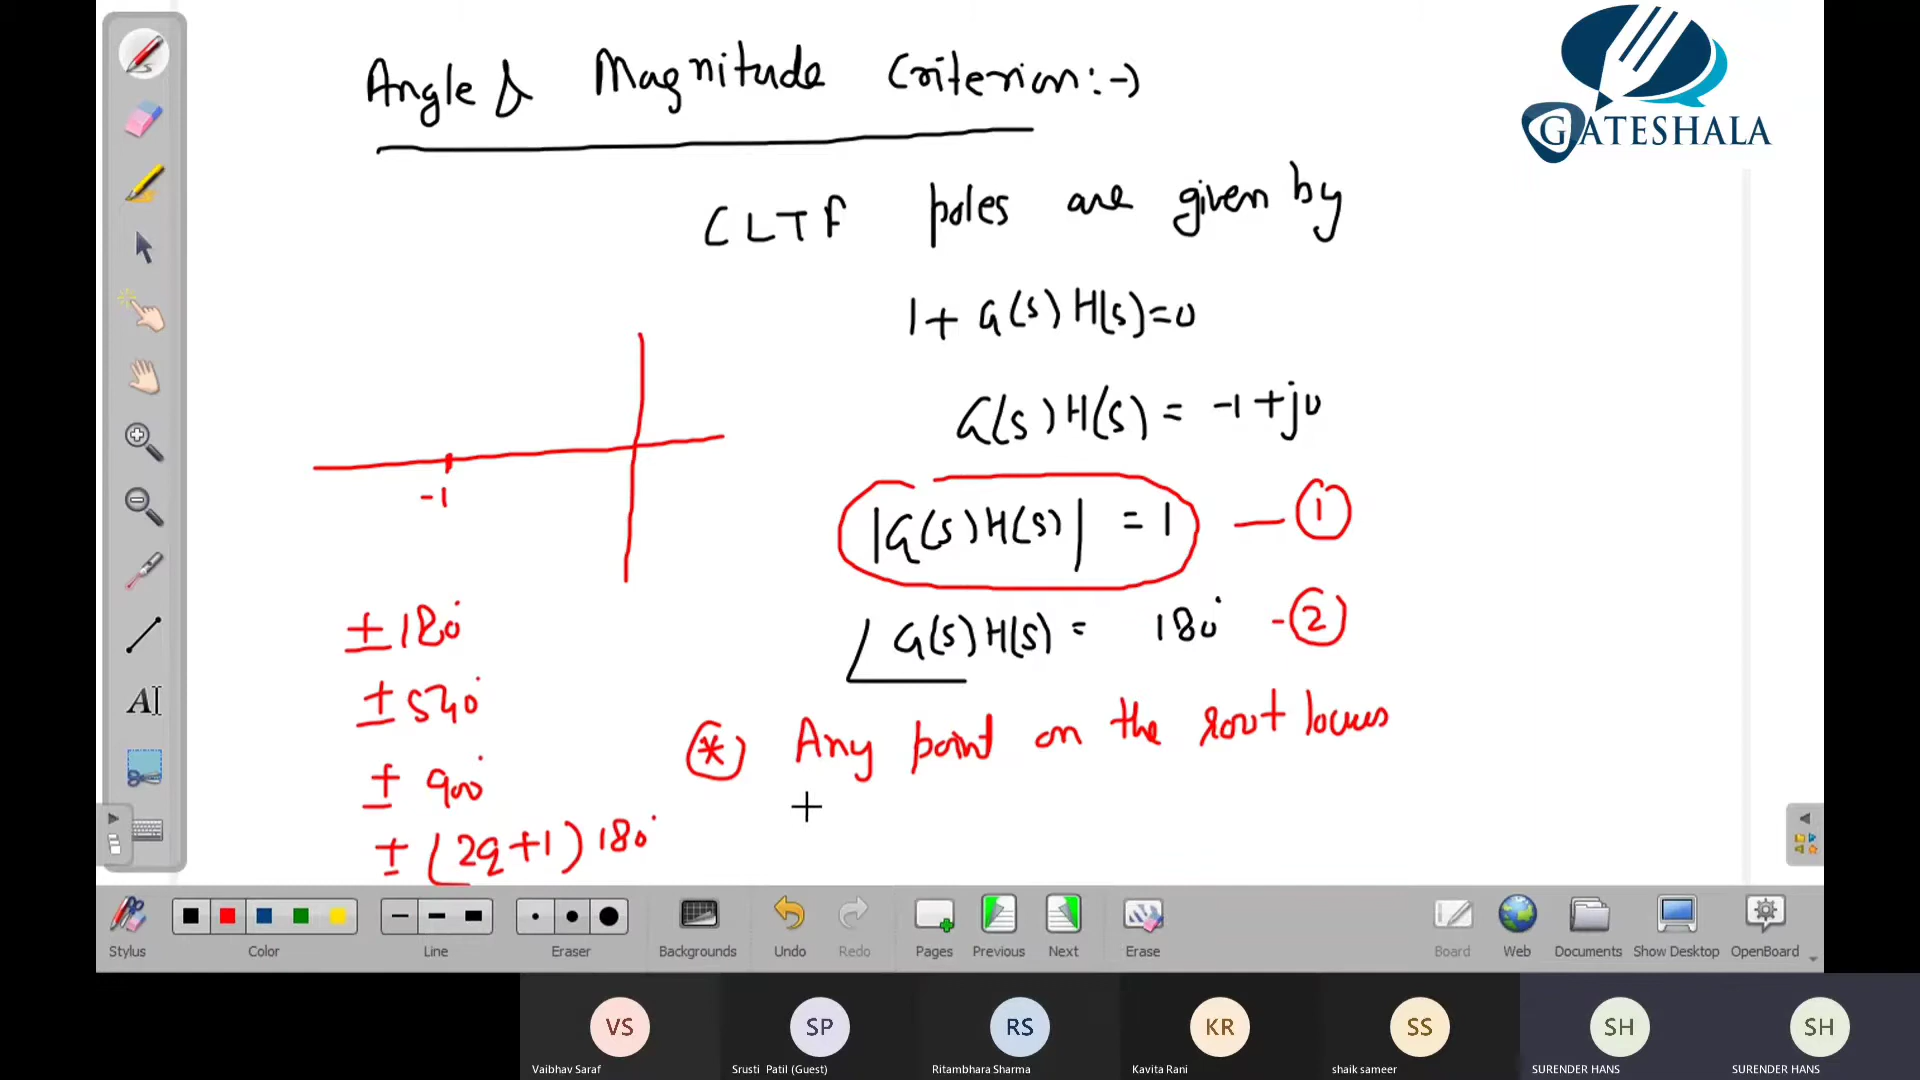 Angle & Magnitude Criterion:->
GATESHALA
CLTF poles are given by
1 + G(s) H(s)=0
G(s)H(s) = -1+j0
-1
|G(s)H(s)| = 1 — 1
∠G(s)H(s) = 180° - 2
±180°
±540°
±900°
±(2q+1)180°
* Any point on the root locus
AI
Stylus
Color
Line
Eraser
Backgrounds
Undo
Redo
Pages
Previous
Next
Erase
Board
Web
Documents
Show Desktop
OpenBoard
VS
SP
RS
KR
SS
SH
SH
Vaibhav Saraf
Srusti Patil (Guest)
Ritambhara Sharma
Kavita Rani
shaik sameer
SURENDER HANS
SURENDER HANS